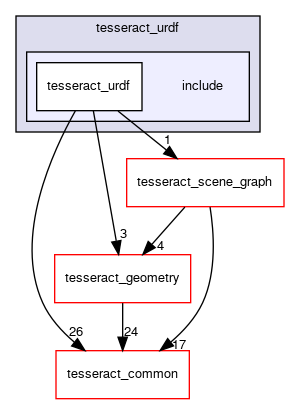 tesseract_urdf
tesseract_urdf
include
1
tesseract_scene_graph
3
4
tesseract_geometry
26
24
17
tesseract_common